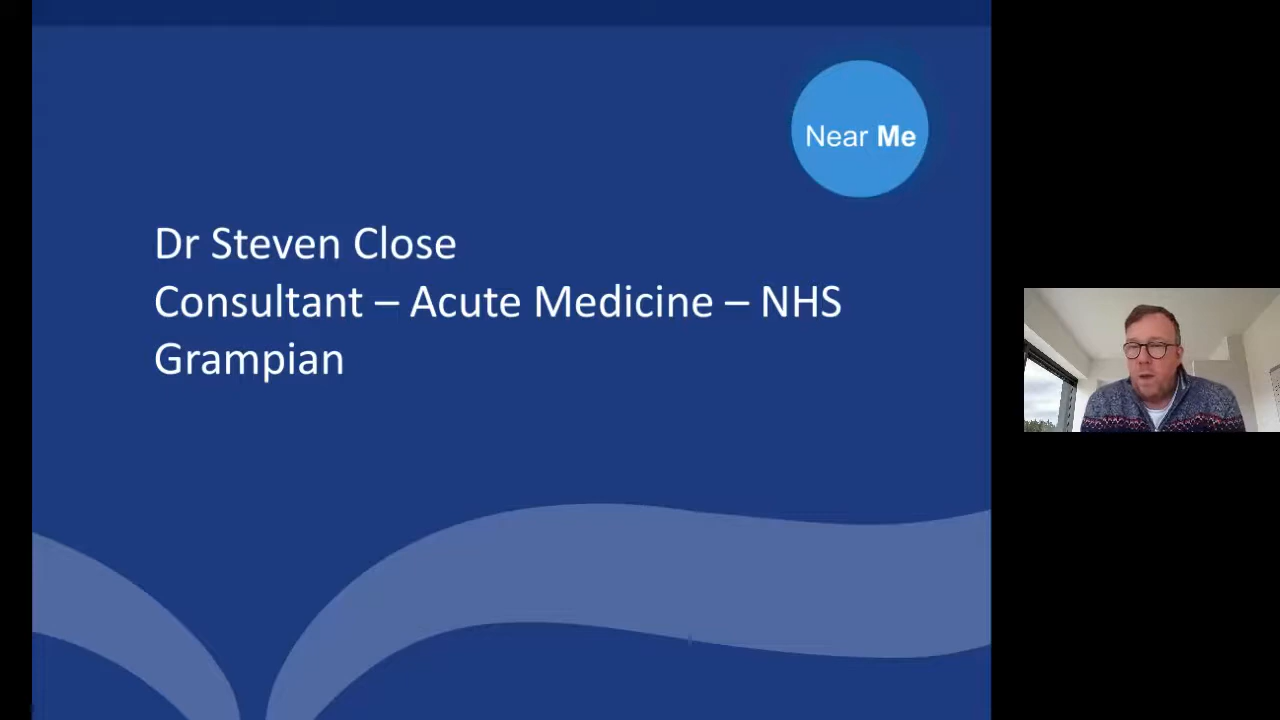 Near Me
Dr Steven Close
Consultant – Acute Medicine – NHS
Grampian